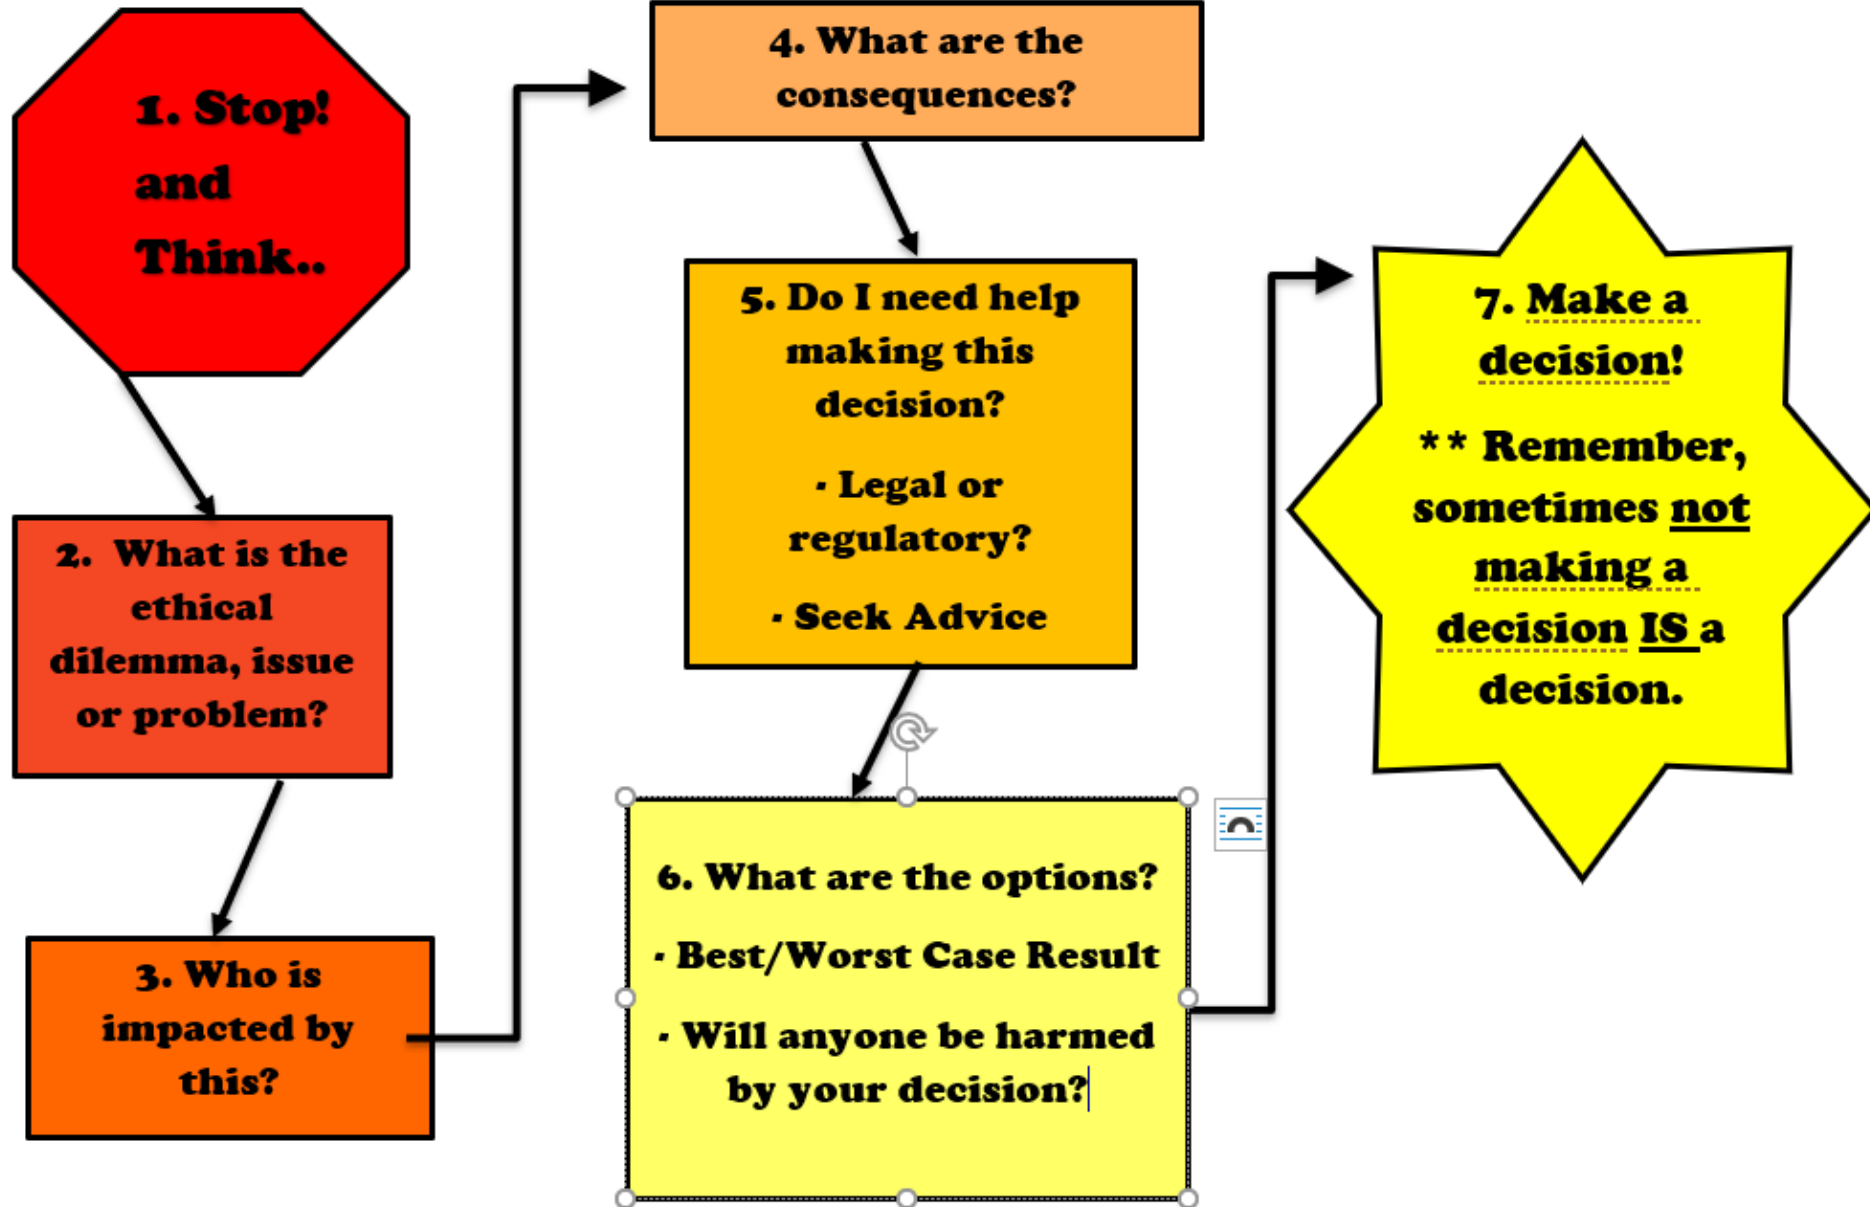 1. Stop!
and
Think..
2.  What is the
ethical
dilemma, issue
or problem?
3. Who is
impacted by
this?
4. What are the
consequences?
5. Do I need help
making this
decision?
- Legal or
regulatory?
- Seek Advice
6. What are the options?
- Best/Worst Case Result
- Will anyone be harmed
by your decision?
7. Make a
decision!
** Remember,
sometimes not
making a
decision IS a
decision.